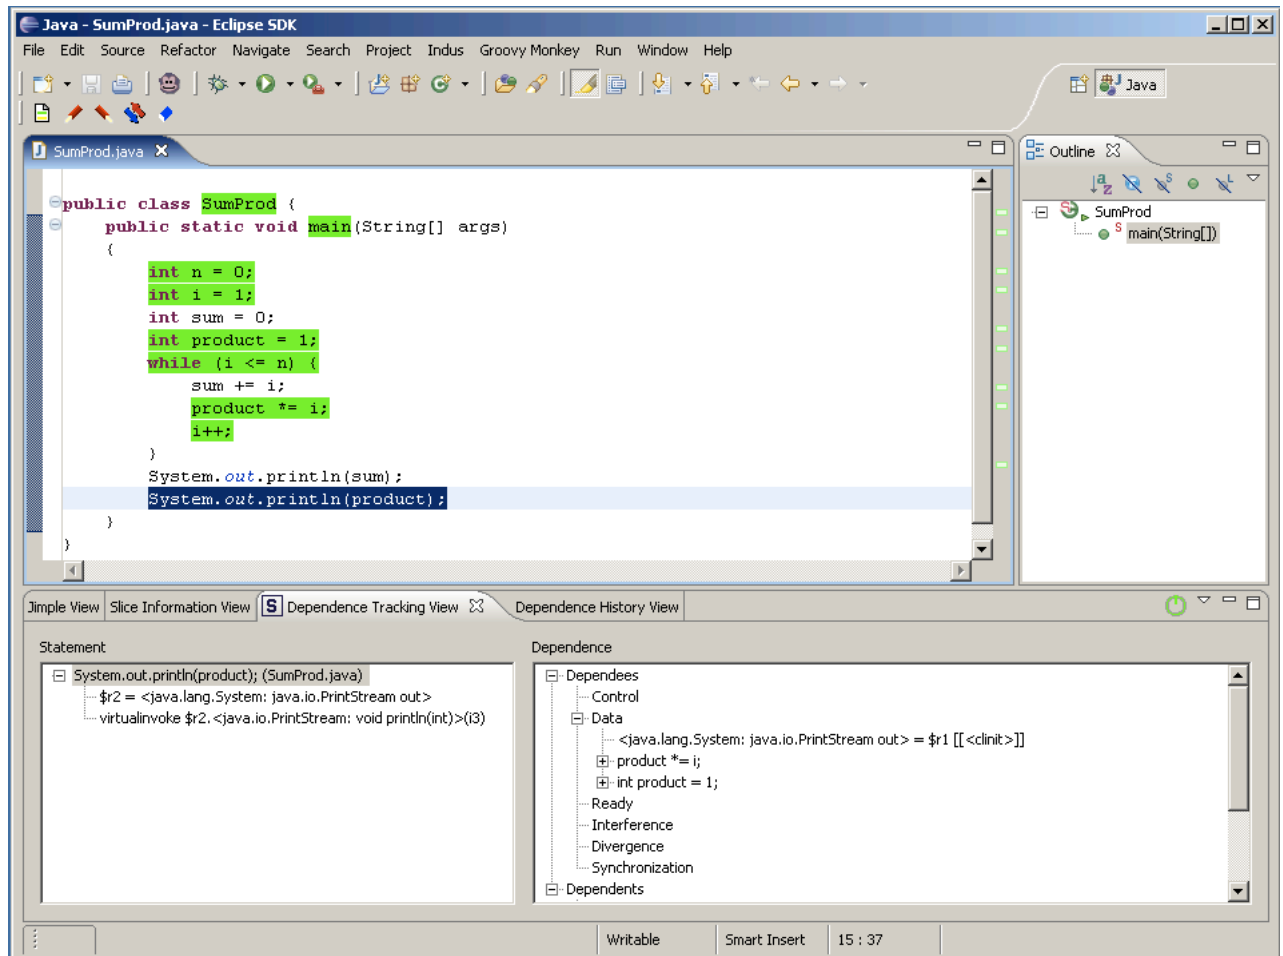 Java - SumProd.java - Eclipse SDK
File Edit Source Refactor Navigate Search Project Indus Groovy Monkey Run Window Help
Java
SumProd.java
public class SumProd {
public static void main(String[] args)
{
int n = 0;
int i = 1;
int sum = 0;
int product = 1;
while (i <= n) {
sum += i;
product *= i;
i++;
}
System.out.println(sum);
System.out.println(product);
}
}
Outline
SumProd
main(String[])
Jimple View Slice Information View Dependence Tracking View Dependence History View
Statement
System.out.println(product); (SumProd.java)
$r2 = <java.lang.System: java.io.PrintStream out>
virtualinvoke $r2.<java.io.PrintStream: void println(int)>(i3)
Dependence
Dependees
Control
Data
<java.lang.System: java.io.PrintStream out> = $r1 [[<clinit>]]
product *= i;
int product = 1;
Ready
Interference
Divergence
Synchronization
Dependents
Writable Smart Insert 15 : 37